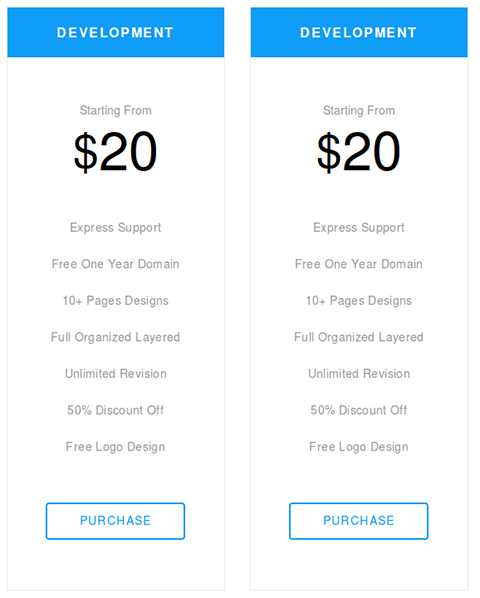 DEVELOPMENT
Starting From
$20
Express Support
Free One Year Domain
10+ Pages Designs
Full Organized Layered
Unlimited Revision
50% Discount Off
Free Logo Design
PURCHASE
DEVELOPMENT
Starting From
$20
Express Support
Free One Year Domain
10+ Pages Designs
Full Organized Layered
Unlimited Revision
50% Discount Off
Free Logo Design
PURCHASE